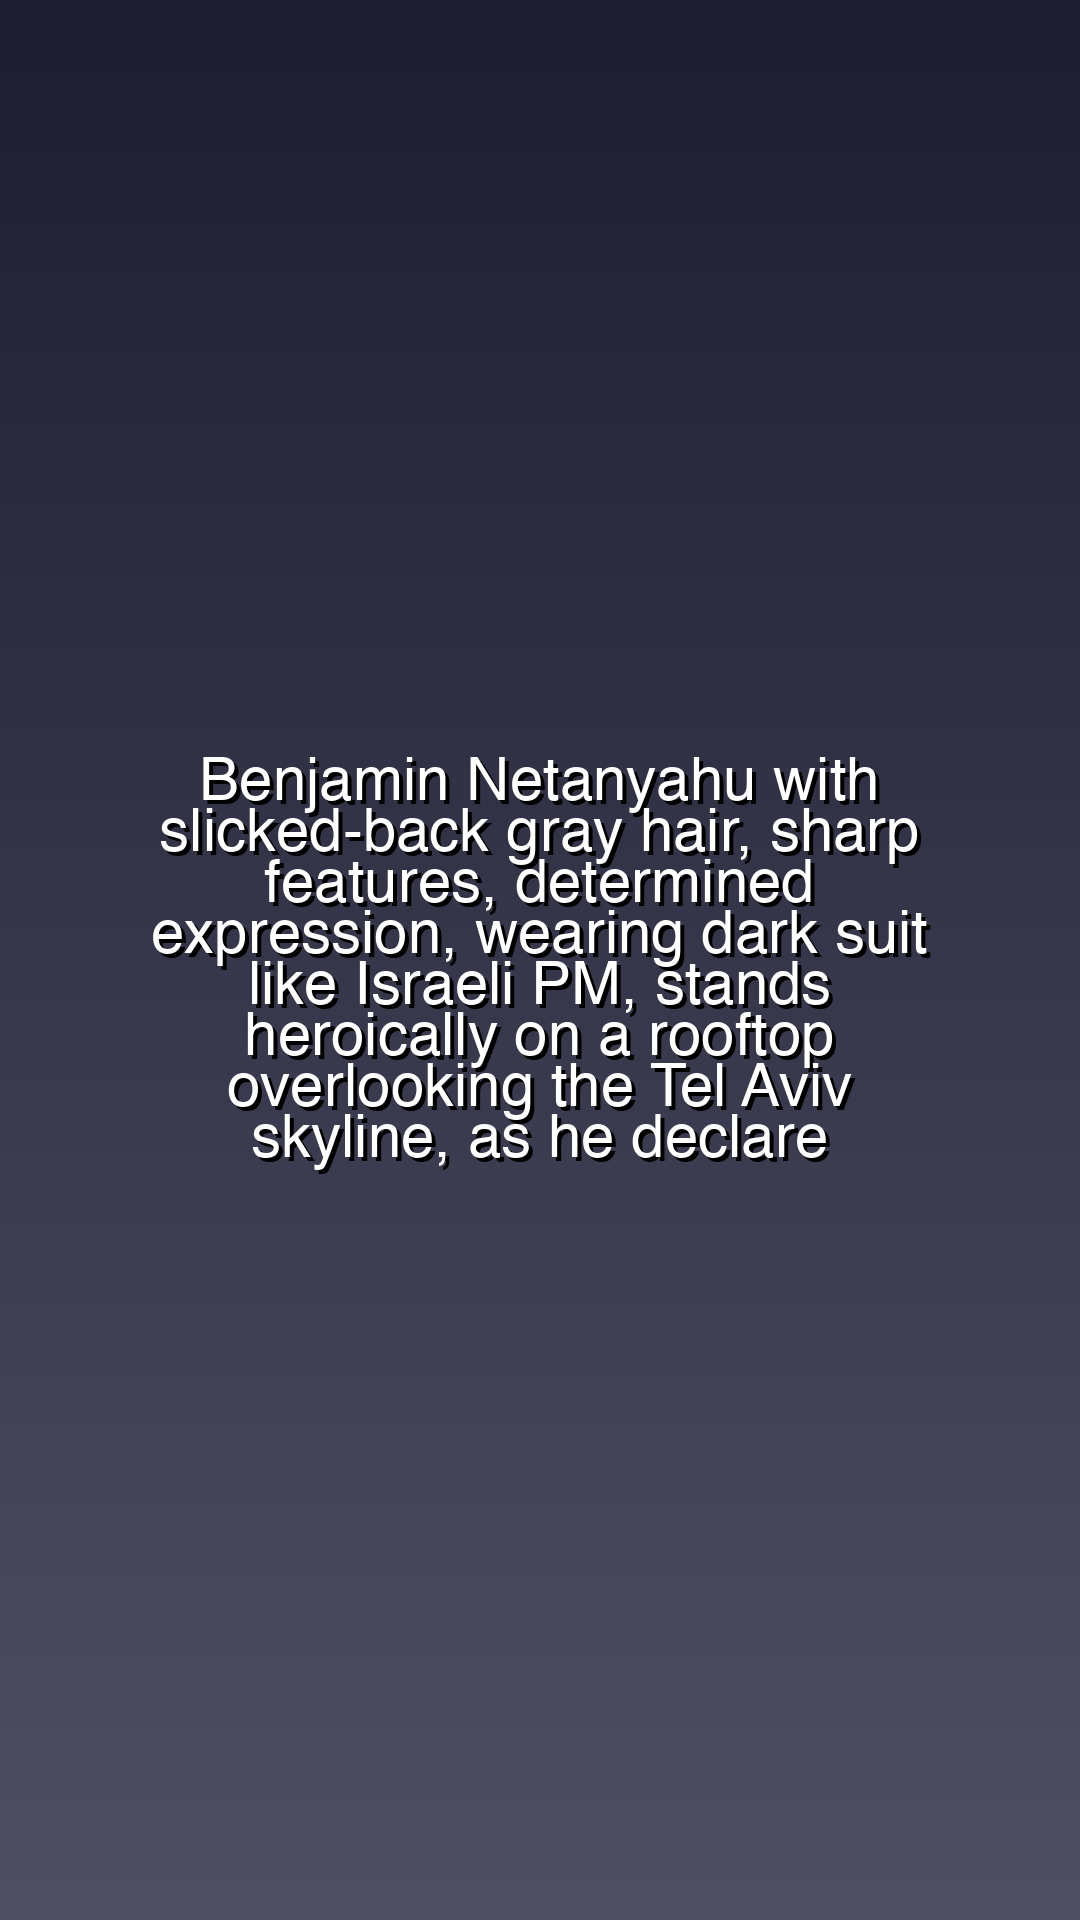 Benjamin Netanyahu with
slicked-back gray hair, sharp
features, determined
expression, wearing dark suit
like Israeli PM, stands
heroically on a rooftop
overlooking the Tel Aviv
skyline, as he declare